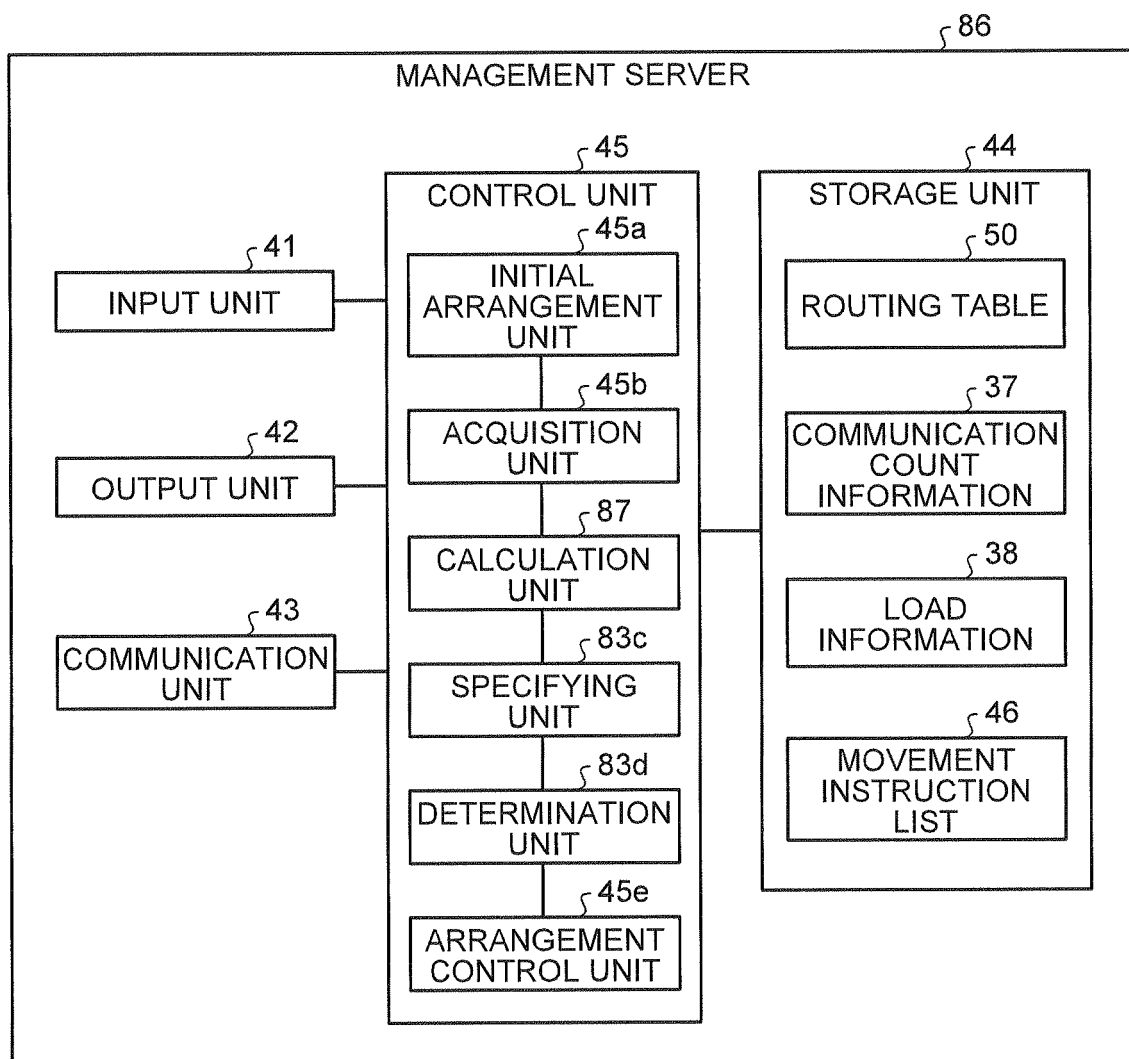 86
MANAGEMENT SERVER
41
INPUT UNIT
42
OUTPUT UNIT
43
COMMUNICATION
UNIT
45
CONTROL UNIT
45a
INITIAL
ARRANGEMENT
UNIT
45b
ACQUISITION
UNIT
87
CALCULATION
UNIT
83c
SPECIFYING
UNIT
83d
DETERMINATION
UNIT
45e
ARRANGEMENT
CONTROL UNIT
44
STORAGE UNIT
50
ROUTING TABLE
37
COMMUNICATION
COUNT
INFORMATION
38
LOAD
INFORMATION
46
MOVEMENT
INSTRUCTION
LIST